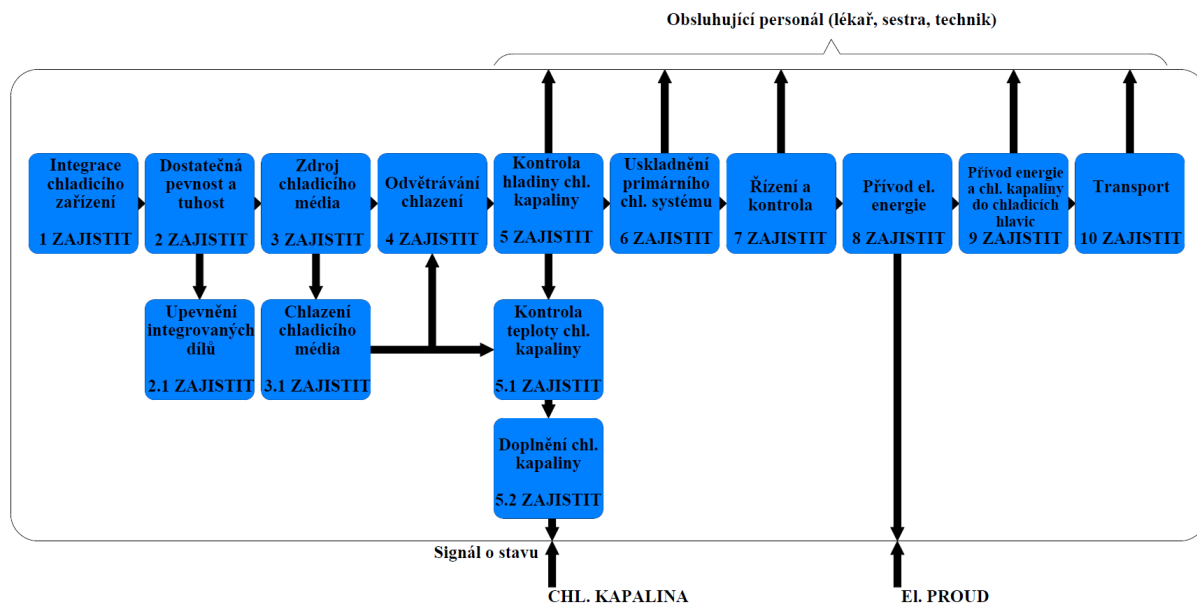 Obsluhující personál (lékař, sestra, technik)
Integrace
chladicího
zařízení
1 ZAJISTIT
Dostatečná
pevnost a
tuhost
2 ZAJISTIT
Zdroj
chladicího
média
3 ZAJISTIT
Odvětrávání
chlazení
4 ZAJISTIT
Kontrola
hladiny chl.
kapaliny
5 ZAJISTIT
Uskladnění
primárního
chl. systému
6 ZAJISTIT
Řízení a
kontrola
7 ZAJISTIT
Přívod el.
energie
8 ZAJISTIT
Přívod energie
a chl. kapaliny
do chladicích
hlavic
9 ZAJISTIT
Transport
10 ZAJISTIT
Upevnění
integrovaných
dílů
2.1 ZAJISTIT
Chlazení
chladicího
média
3.1 ZAJISTIT
Kontrola
teploty chl.
kapaliny
5.1 ZAJISTIT
Doplnění chl.
kapaliny
5.2 ZAJISTIT
Signál o stavu
CHL. KAPALINA
El. PROUD